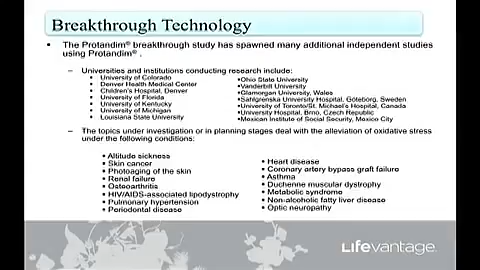 Breakthrough Technology
• The Protandim® breakthrough study has spawned many additional independent studies
using Protandim® .
– Universities and institutions conducting research include:
• University of Colorado
• Denver Health Medical Center
• Children's Hospital, Denver
• University of Florida
• University of Kentucky
• University of Michigan
• Louisiana State University
•Ohio State University
•Vanderbilt University
•Glamorgan University, Wales
•Sahlgrenska University Hospital, Göteborg, Sweden
•University of Toronto/St. Michael's Hospital, Canada
•University Hospital, Brno, Czech Republic
•Mexican Institute of Social Security, Mexico City
– The topics under investigation or in planning stages deal with the alleviation of oxidative stress
under the following conditions:
• Altitude sickness
• Skin cancer
• Photoaging of the skin
• Renal failure
• Osteoarthritis
• HIV/AIDS-associated lipodystrophy
• Pulmonary hypertension
• Periodontal disease
• Heart disease
• Coronary artery bypass graft failure
• Asthma
• Duchenne muscular dystrophy
• Metabolic syndrome
• Non-alcoholic fatty liver disease
• Optic neuropathy
Lifevantage.